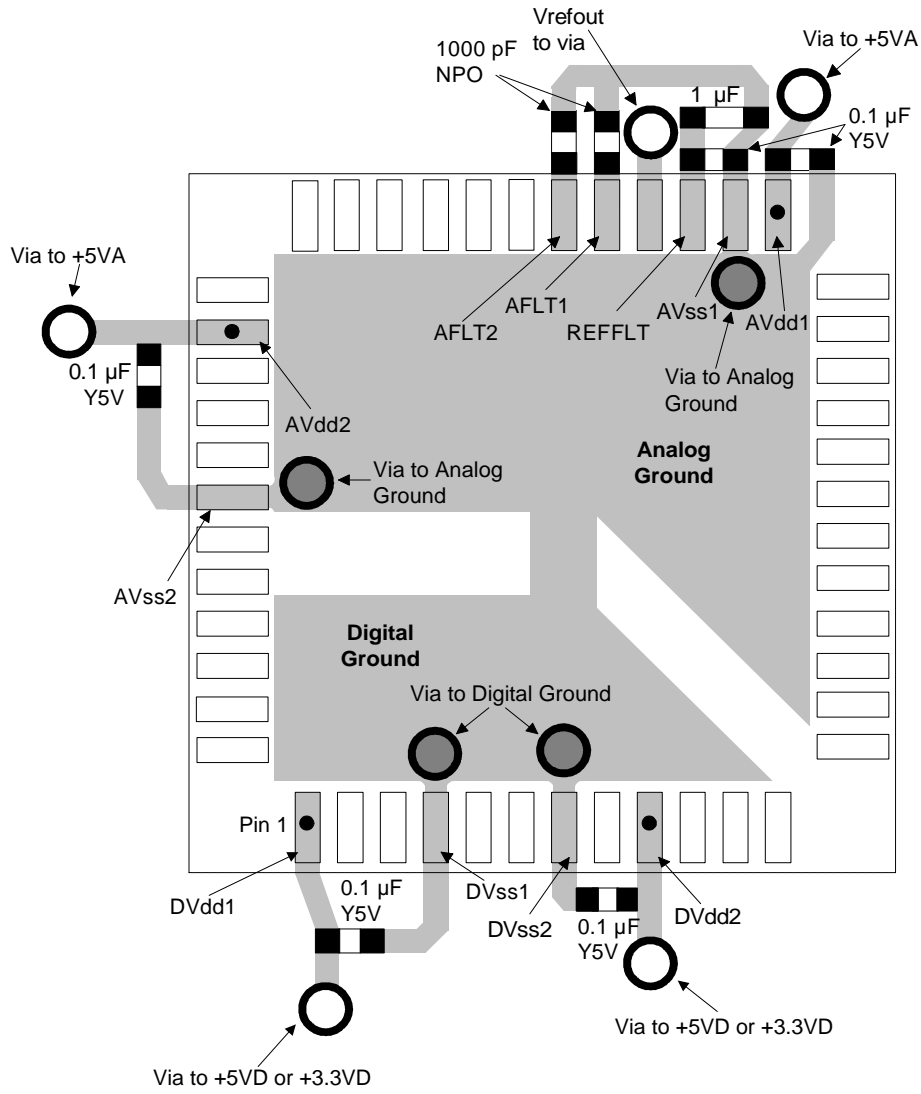 Vrefout
to via
Via to +5VA
1000 pF
NPO
1 µF
0.1 µF
Y5V
Via to +5VA
AFLT2
AFLT1
REFFLT
AVss1
AVdd1
0.1 µF
Y5V
Via to Analog
Ground
AVdd2
Analog
Ground
Via to Analog
Ground
AVss2
Digital
Ground
Via to Digital Ground
Pin 1
DVdd1
0.1 µF
Y5V
DVss1
DVss2
0.1 µF
Y5V
DVdd2
Via to +5VD or +3.3VD
Via to +5VD or +3.3VD